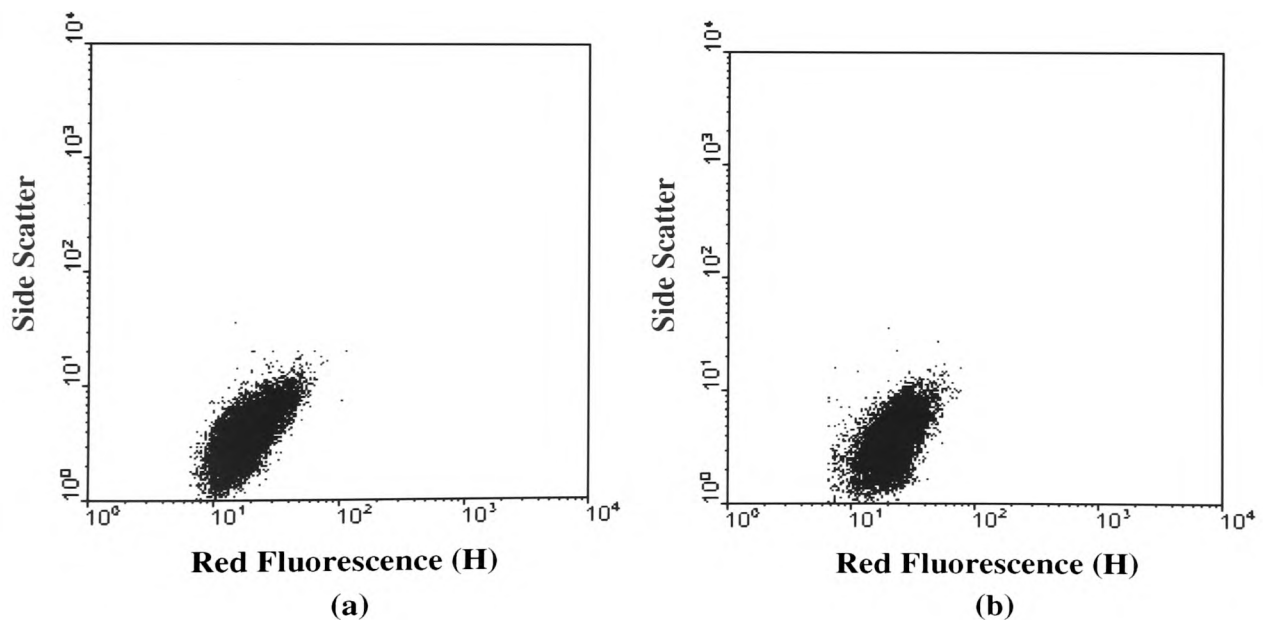 10⁴
10³
Side Scatter
10²
10¹
10⁰
10⁰ 10¹ 10² 10³ 10⁴
Red Fluorescence (H)
(a)
10⁴
10³
Side Scatter
10²
10¹
10⁰
10⁰ 10¹ 10² 10³ 10⁴
Red Fluorescence (H)
(b)